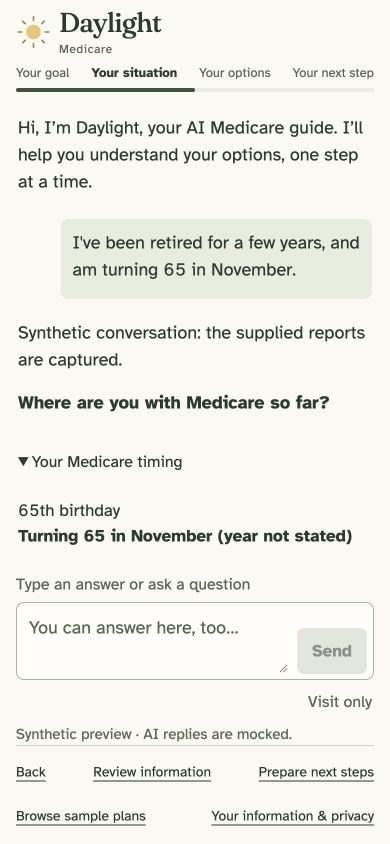 Daylight
Medicare
Your goal Your situation Your options Your next step
Hi, I’m Daylight, your AI Medicare guide. I’ll
help you understand your options, one step
at a time.
I've been retired for a few years, and
am turning 65 in November.
Synthetic conversation: the supplied reports
are captured.
Where are you with Medicare so far?
Your Medicare timing
65th birthday
Turning 65 in November (year not stated)
Type an answer or ask a question
You can answer here, too...
Send
Visit only
Synthetic preview · AI replies are mocked.
Back Review information Prepare next steps
Browse sample plans Your information & privacy